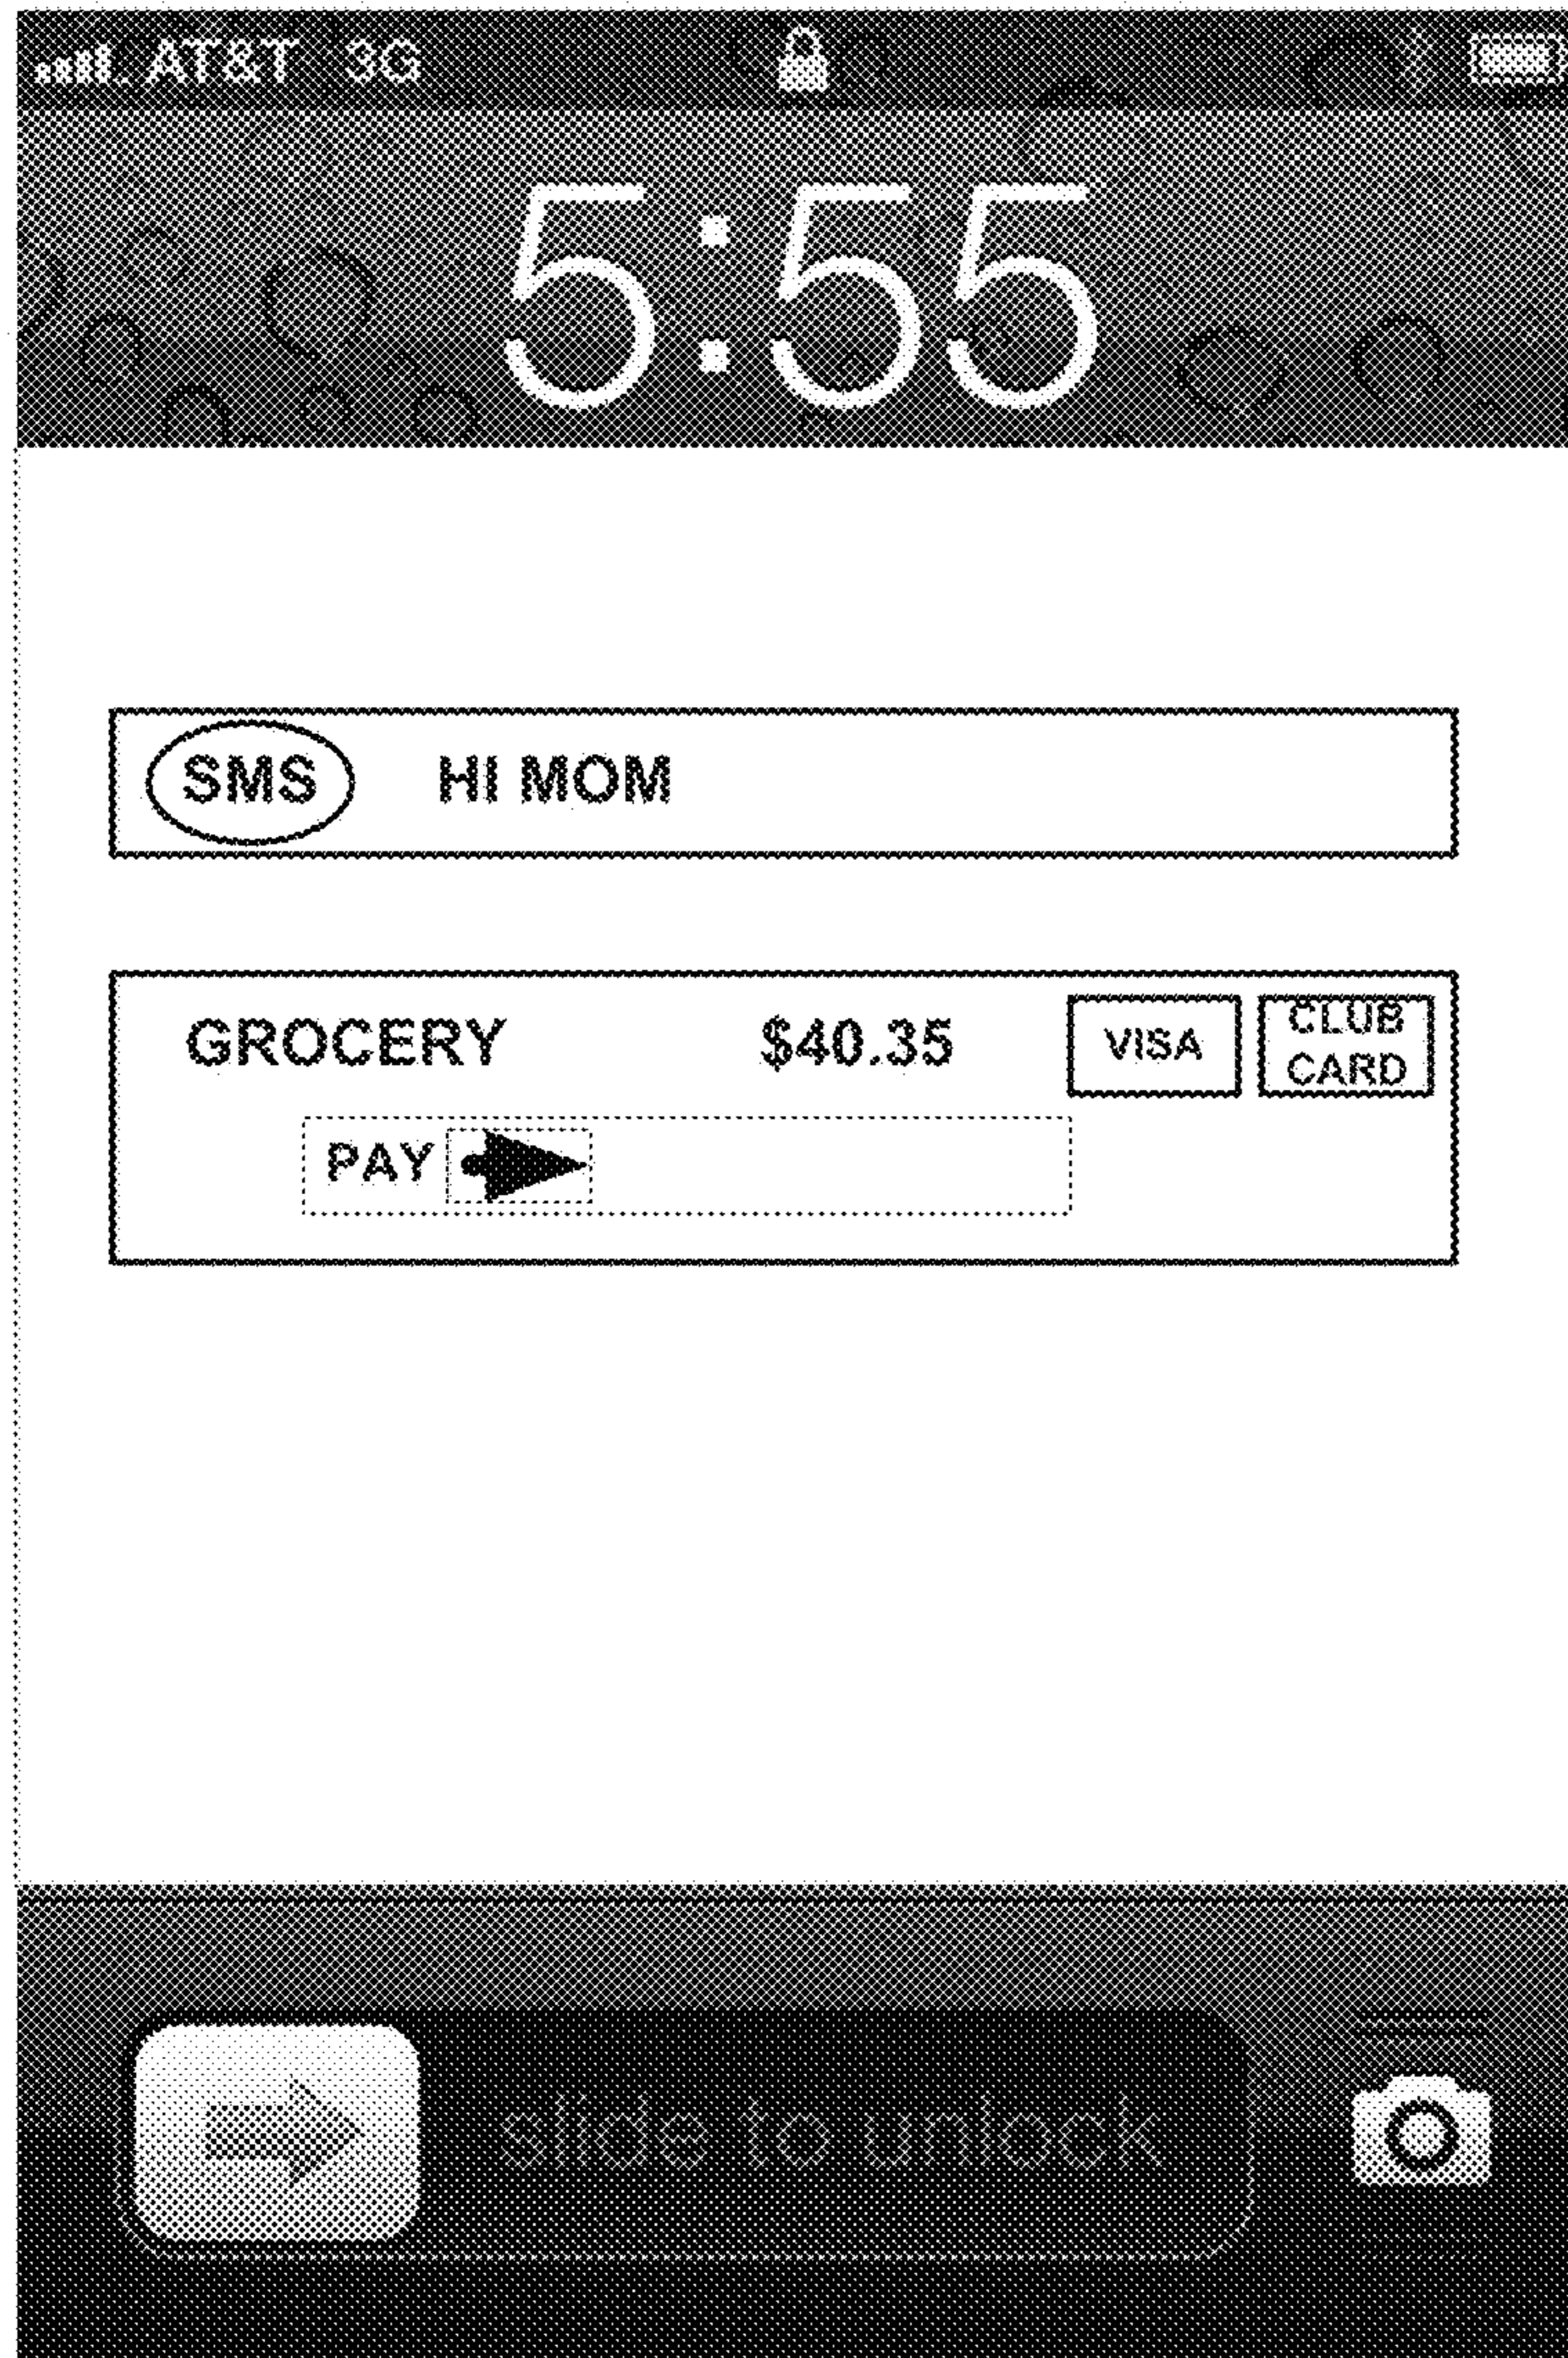 AT&T 3G
5:55
SMS HI MOM
GROCERY $40.35 VISA CLUB CARD
PAY
slide to unlock